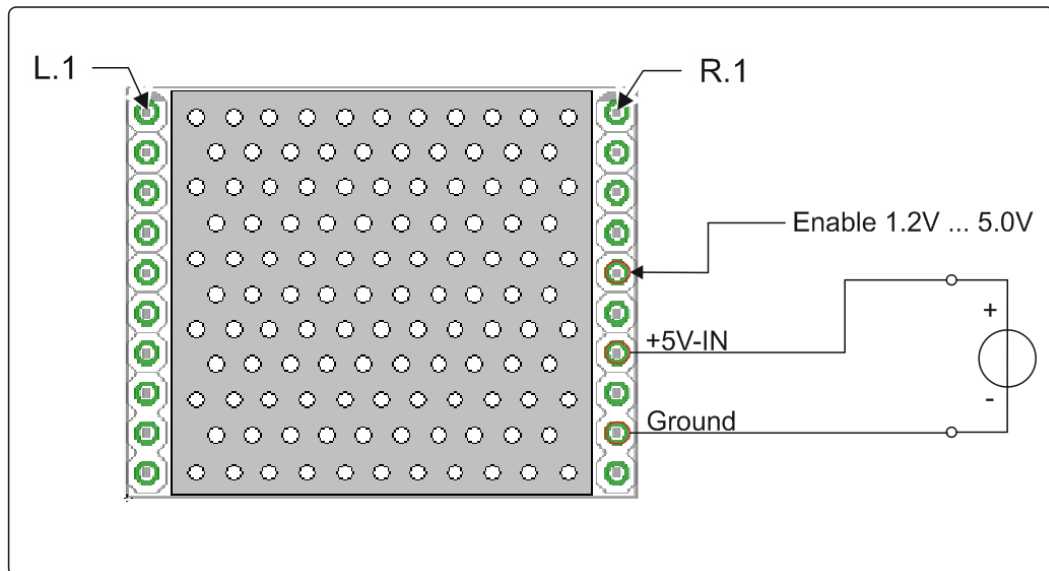 L.1
R.1
Enable 1.2V ... 5.0V
+5V-IN
+
-
Ground